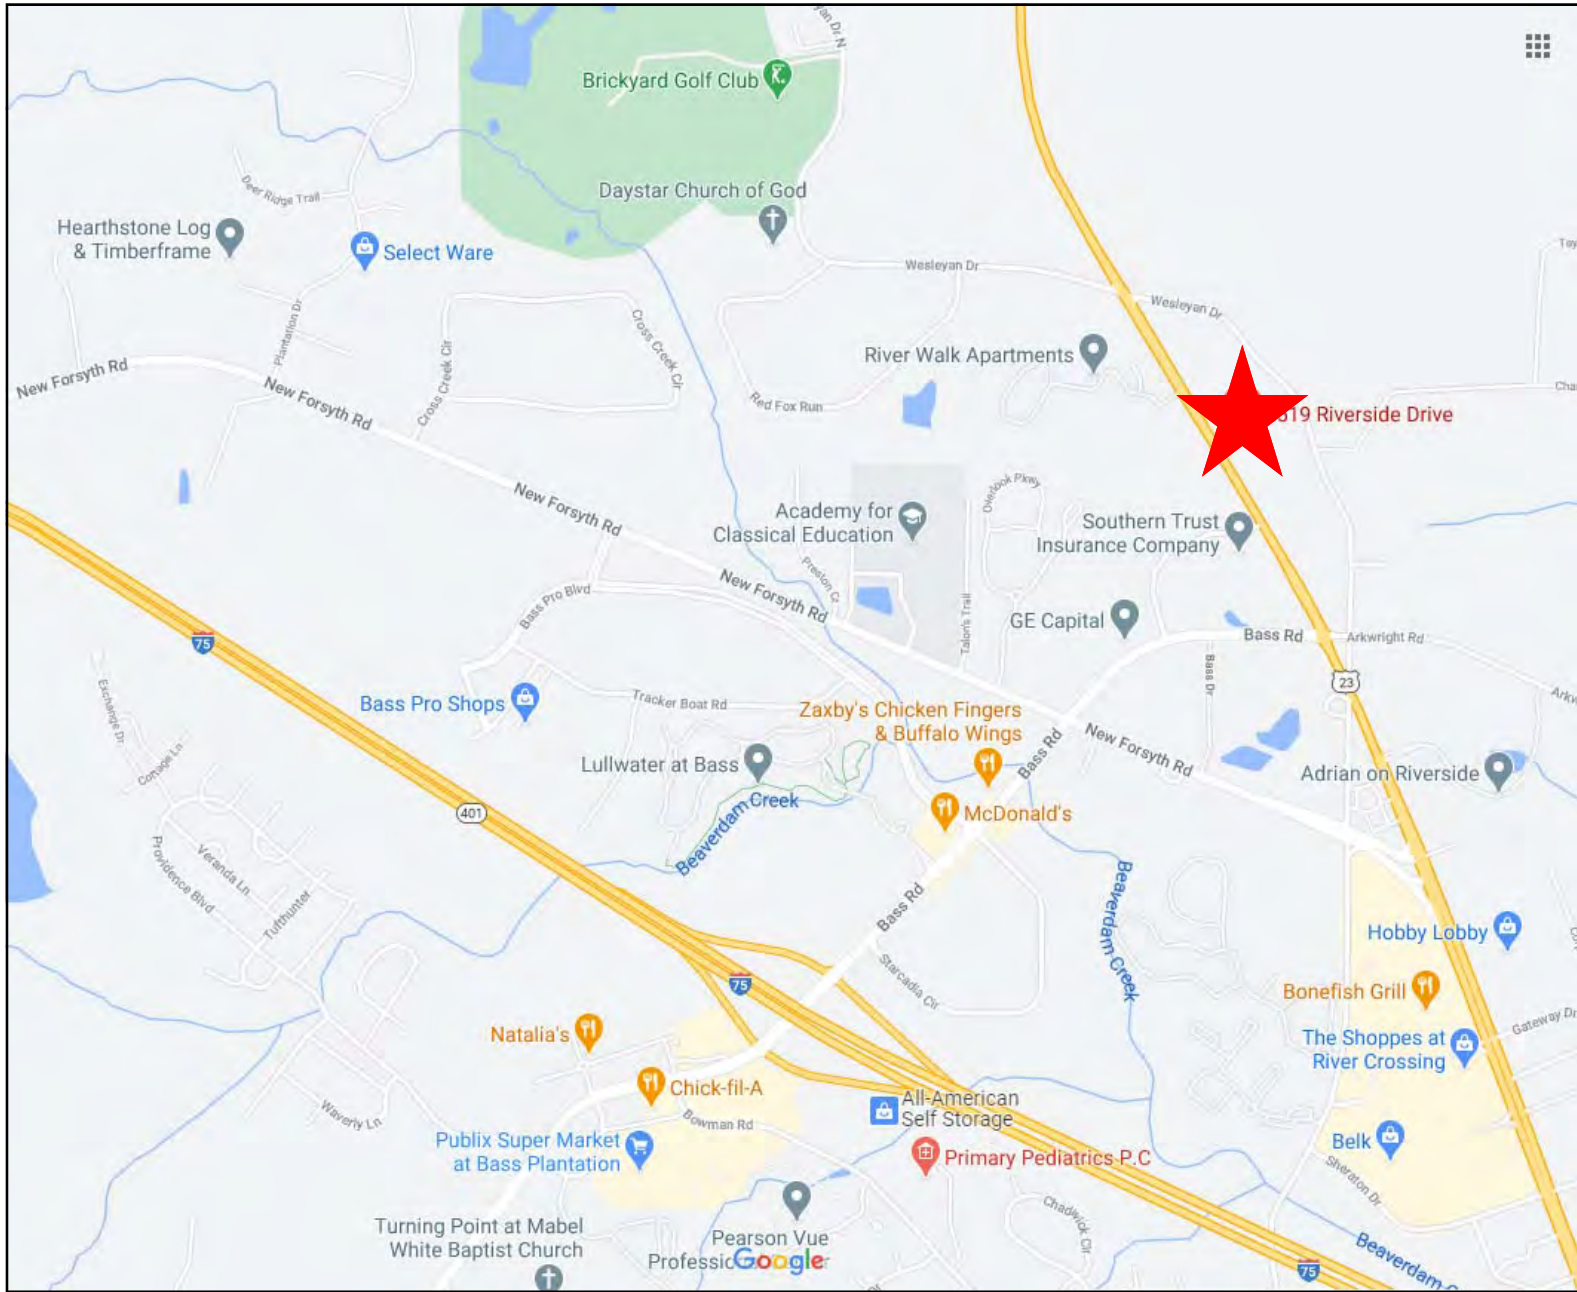 Brickyard Golf Club
Daystar Church of God
Deer Ridge Trail
Hearthstone Log
& Timberframe
Select Ware
Wesleyan Dr
Wesleyan Dr
Plantation Dr
Cross Creek Cir
Cross Creek Cir
River Walk Apartments
New Forsyth Rd
New Forsyth Rd
Red Fox Run
Riverside Drive
New Forsyth Rd
Academy for
Classical Education
Overlook Pkwy
Southern Trust
Insurance Company
Preston Ct
New Forsyth Rd
Bass Pro Blvd
Talon's Trail
GE Capital
Bass Rd
Arkwright Rd
75
Bass Dr
23
Exchange Dr
Bass Pro Shops
Tracker Boat Rd
Zaxby's Chicken Fingers
& Buffalo Wings
Bass Rd
New Forsyth Rd
Cottage Ln
Lullwater at Bass
Adrian on Riverside
401
Beaverdam Creek
McDonald's
Providence Blvd
Veranda Ln
Tufthunter
Bass Rd
Beaverdam Creek
Hobby Lobby
Starcadia Cir
75
Bonefish Grill
Natalia's
Gateway Dr
The Shoppes at
River Crossing
Chick-fil-A
Waverly Ln
Bowman Rd
All-American
Self Storage
Publix Super Market
at Bass Plantation
Primary Pediatrics P.C
Belk
Sheraton Dr
Chadwick Cir
Turning Point at Mabel
White Baptist Church
Pearson Vue
Google
75
Beaverdam